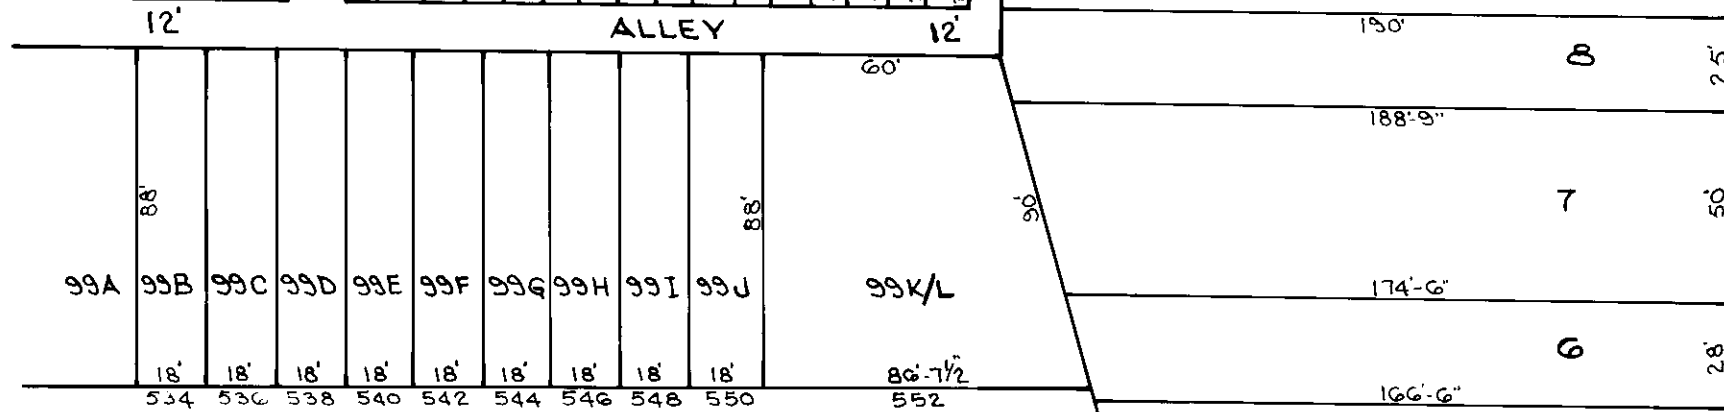 12' ALLEY 12' 190'
60' 8 25'
188'-9"
88' 88' 90' 7 50'
99A 99B 99C 99D 99E 99F 99G 99H 99I 99J 99K/L 174'-6"
6 28'
18' 18' 18' 18' 18' 18' 18' 18' 18' 86'-7½"
534 536 538 540 542 544 546 548 550 552 166'-6"